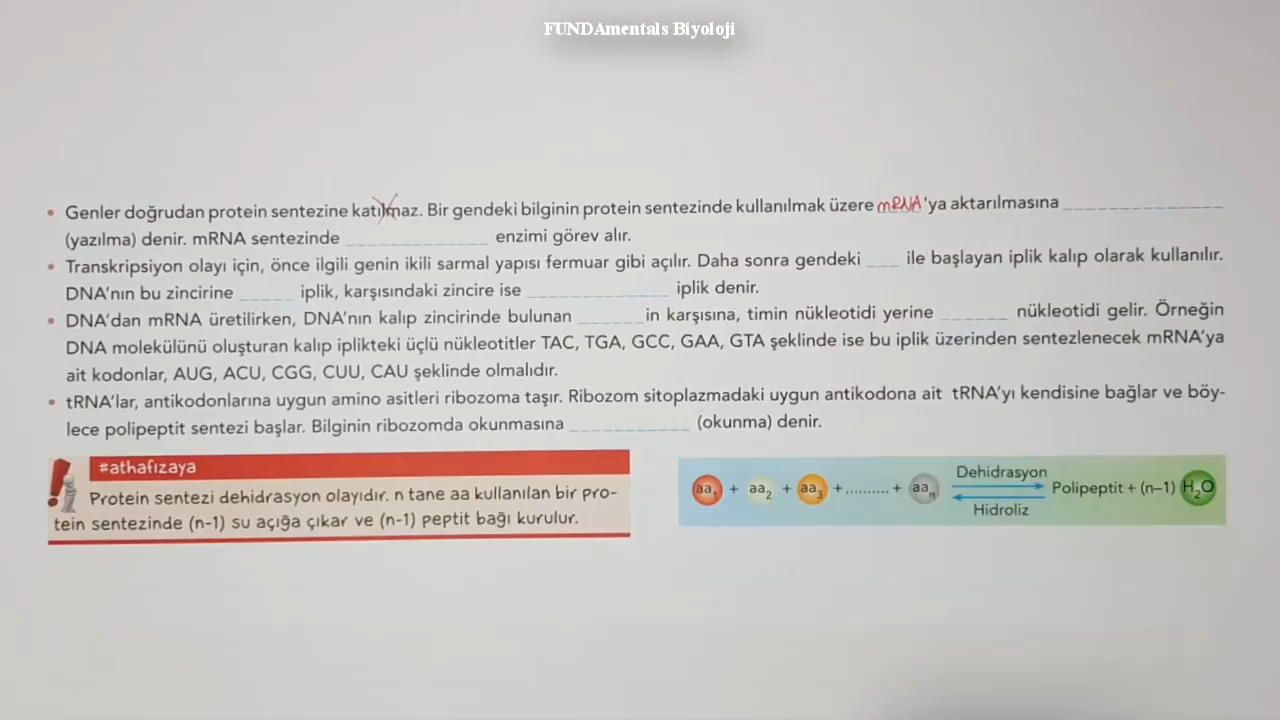 FUNDAmentals Biyoloji
• Genler doğrudan protein sentezine katılmaz. Bir gendeki bilginin protein sentezinde kullanılmak üzere mRNA'ya aktarılmasına ____________
(yazılma) denir. mRNA sentezinde ____________ enzimi görev alır.
• Transkripsiyon olayı için, önce ilgili genin ikili sarmal yapısı fermuar gibi açılır. Daha sonra gendeki ___ ile başlayan iplik kalıp olarak kullanılır.
DNA'nın bu zincirine _____ iplik, karşısındaki zincire ise ____________ iplik denir.
• DNA'dan mRNA üretilirken, DNA'nın kalıp zincirinde bulunan ______in karşısına, timin nükleotidi yerine ______ nükleotidi gelir. Örneğin
DNA molekülünü oluşturan kalıp iplikteki üçlü nükleotitler TAC, TGA, GCC, GAA, GTA şeklinde ise bu iplik üzerinden sentezlenecek mRNA'ya
ait kodonlar, AUG, ACU, CGG, CUU, CAU şeklinde olmalıdır.
• tRNA'lar, antikodonlarına uygun amino asitleri ribozoma taşır. Ribozom sitoplazmadaki uygun antikodona ait tRNA'yı kendisine bağlar ve böy-
lece polipeptit sentezi başlar. Bilginin ribozomda okunmasına ___________ (okunma) denir.
#athafızaya
Protein sentezi dehidrasyon olayıdır. n tane aa kullanılan bir pro-
tein sentezinde (n-1) su açığa çıkar ve (n-1) peptit bağı kurulur.
Dehidrasyon
aa₁ + aa₂ + aa₃ +.......... + aaₙ Polipeptit + (n–1) H₂O
Hidroliz